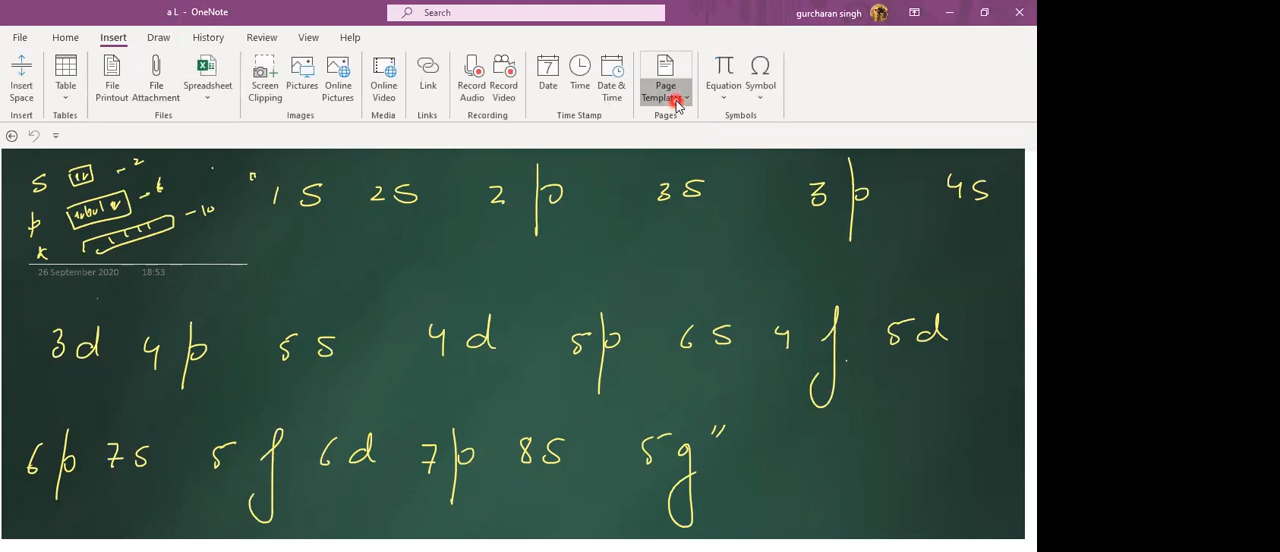 a L - OneNote Search gurcharan singh
File Home Insert Draw History Review View Help
Insert Space Table File Printout File Attachment Spreadsheet Screen Clipping Pictures Online Pictures Online Video Link Record Audio Record Video Date Time Date & Time Page Templates Equation Symbol
Insert Tables Files Images Media Links Recording Time Stamp Pages Symbols
S - 2
p - 6
- 10
26 September 2020 18:53
" 1s 2s 2p 3s 3p 4s
3d 4p 5s 4d 5p 6s 4f 5d
6p 7s 5f 6d 7p 8s 5g "